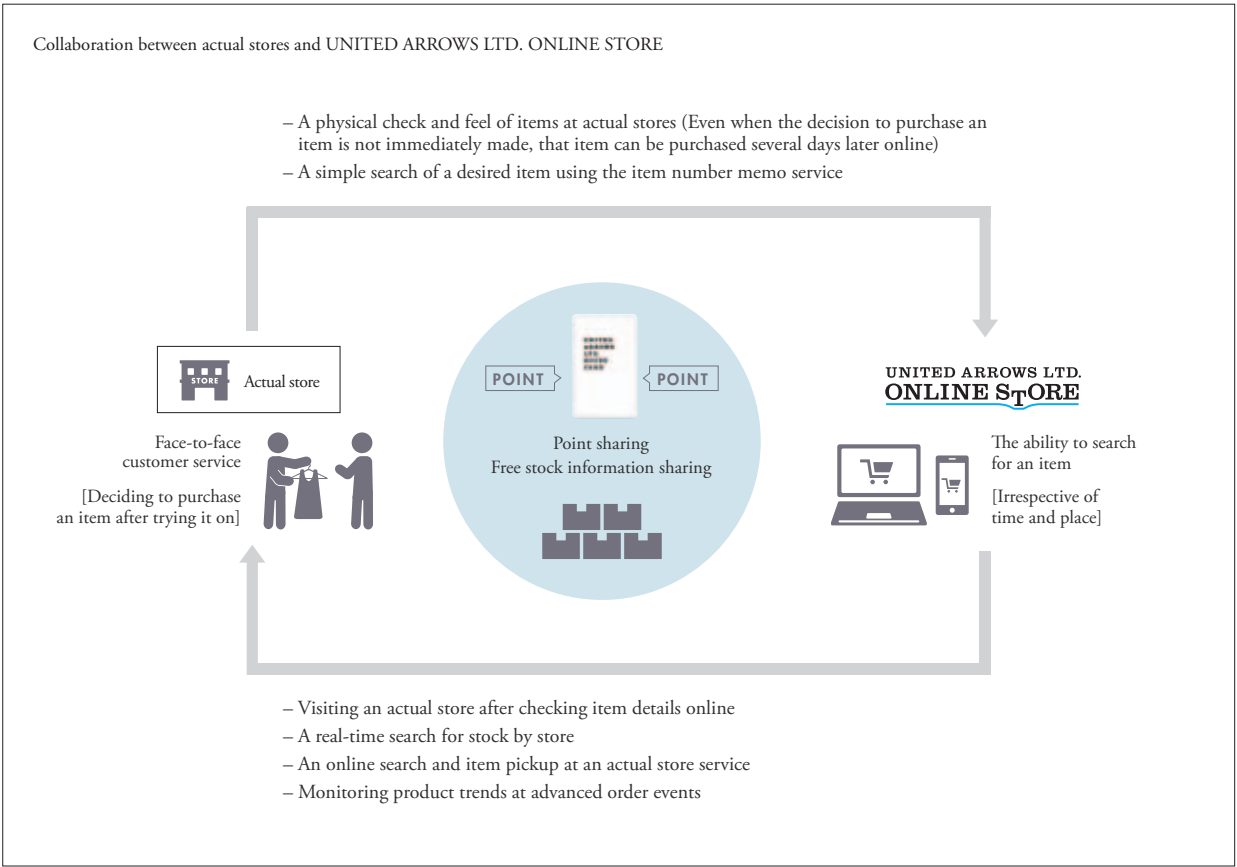 Collaboration between actual stores and UNITED ARROWS LTD. ONLINE STORE
– A physical check and feel of items at actual stores (Even when the decision to purchase an
item is not immediately made, that item can be purchased several days later online)
– A simple search of a desired item using the item number memo service
STORE
Actual store
Face-to-face
customer service
[Deciding to purchase
an item after trying it on]
UNITED
ARROWS
LTD.
HOUSE
CARD
POINT
POINT
Point sharing
Free stock information sharing
UNITED ARROWS LTD.
ONLINE STORE
The ability to search
for an item
[Irrespective of
time and place]
– Visiting an actual store after checking item details online
– A real-time search for stock by store
– An online search and item pickup at an actual store service
– Monitoring product trends at advanced order events